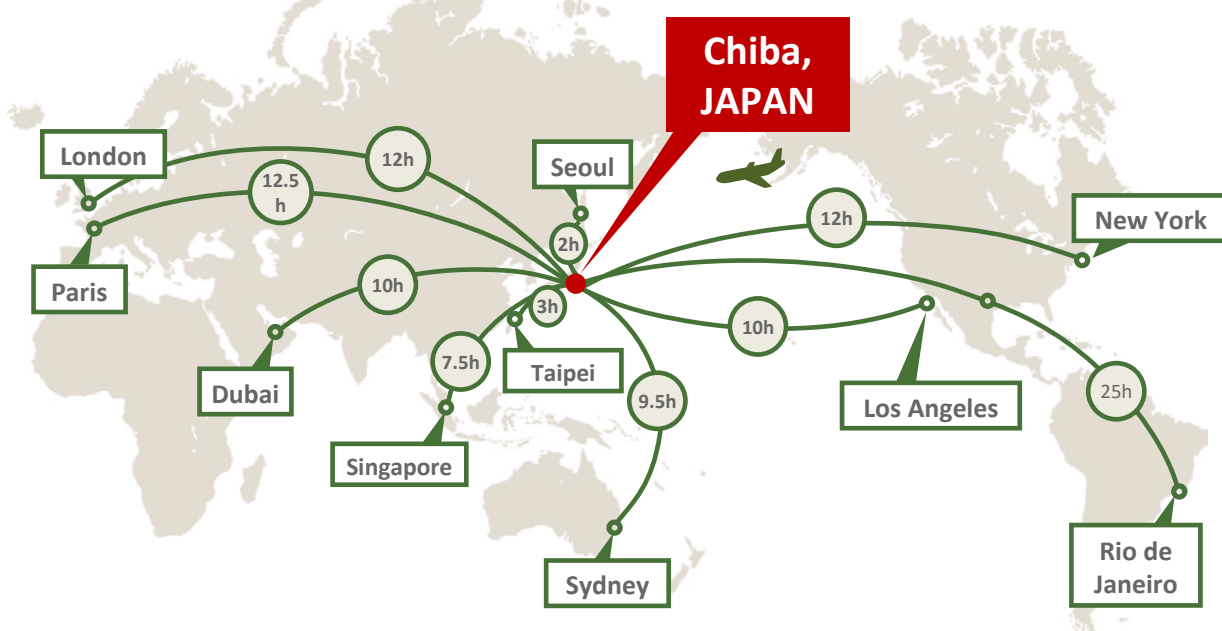 Chiba,
JAPAN
London
12h
Seoul
12.5
h
New York
12h
2h
Paris
10h
3h
10h
7.5h
Taipei
Dubai
9.5h
Los Angeles
25h
Singapore
Rio de
Janeiro
Sydney